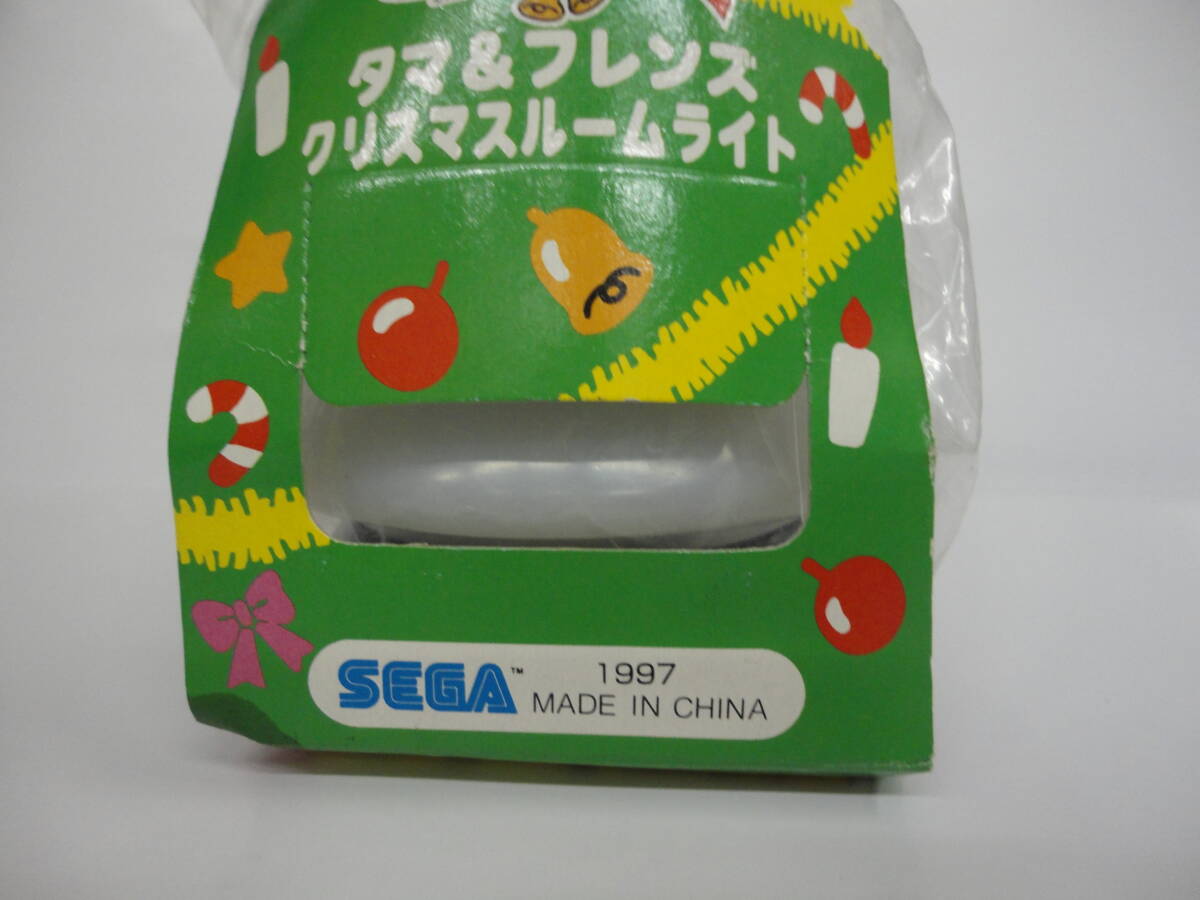 タマ&フレンズ
クリスマスルームライト
SEGA™
1997
MADE IN CHINA